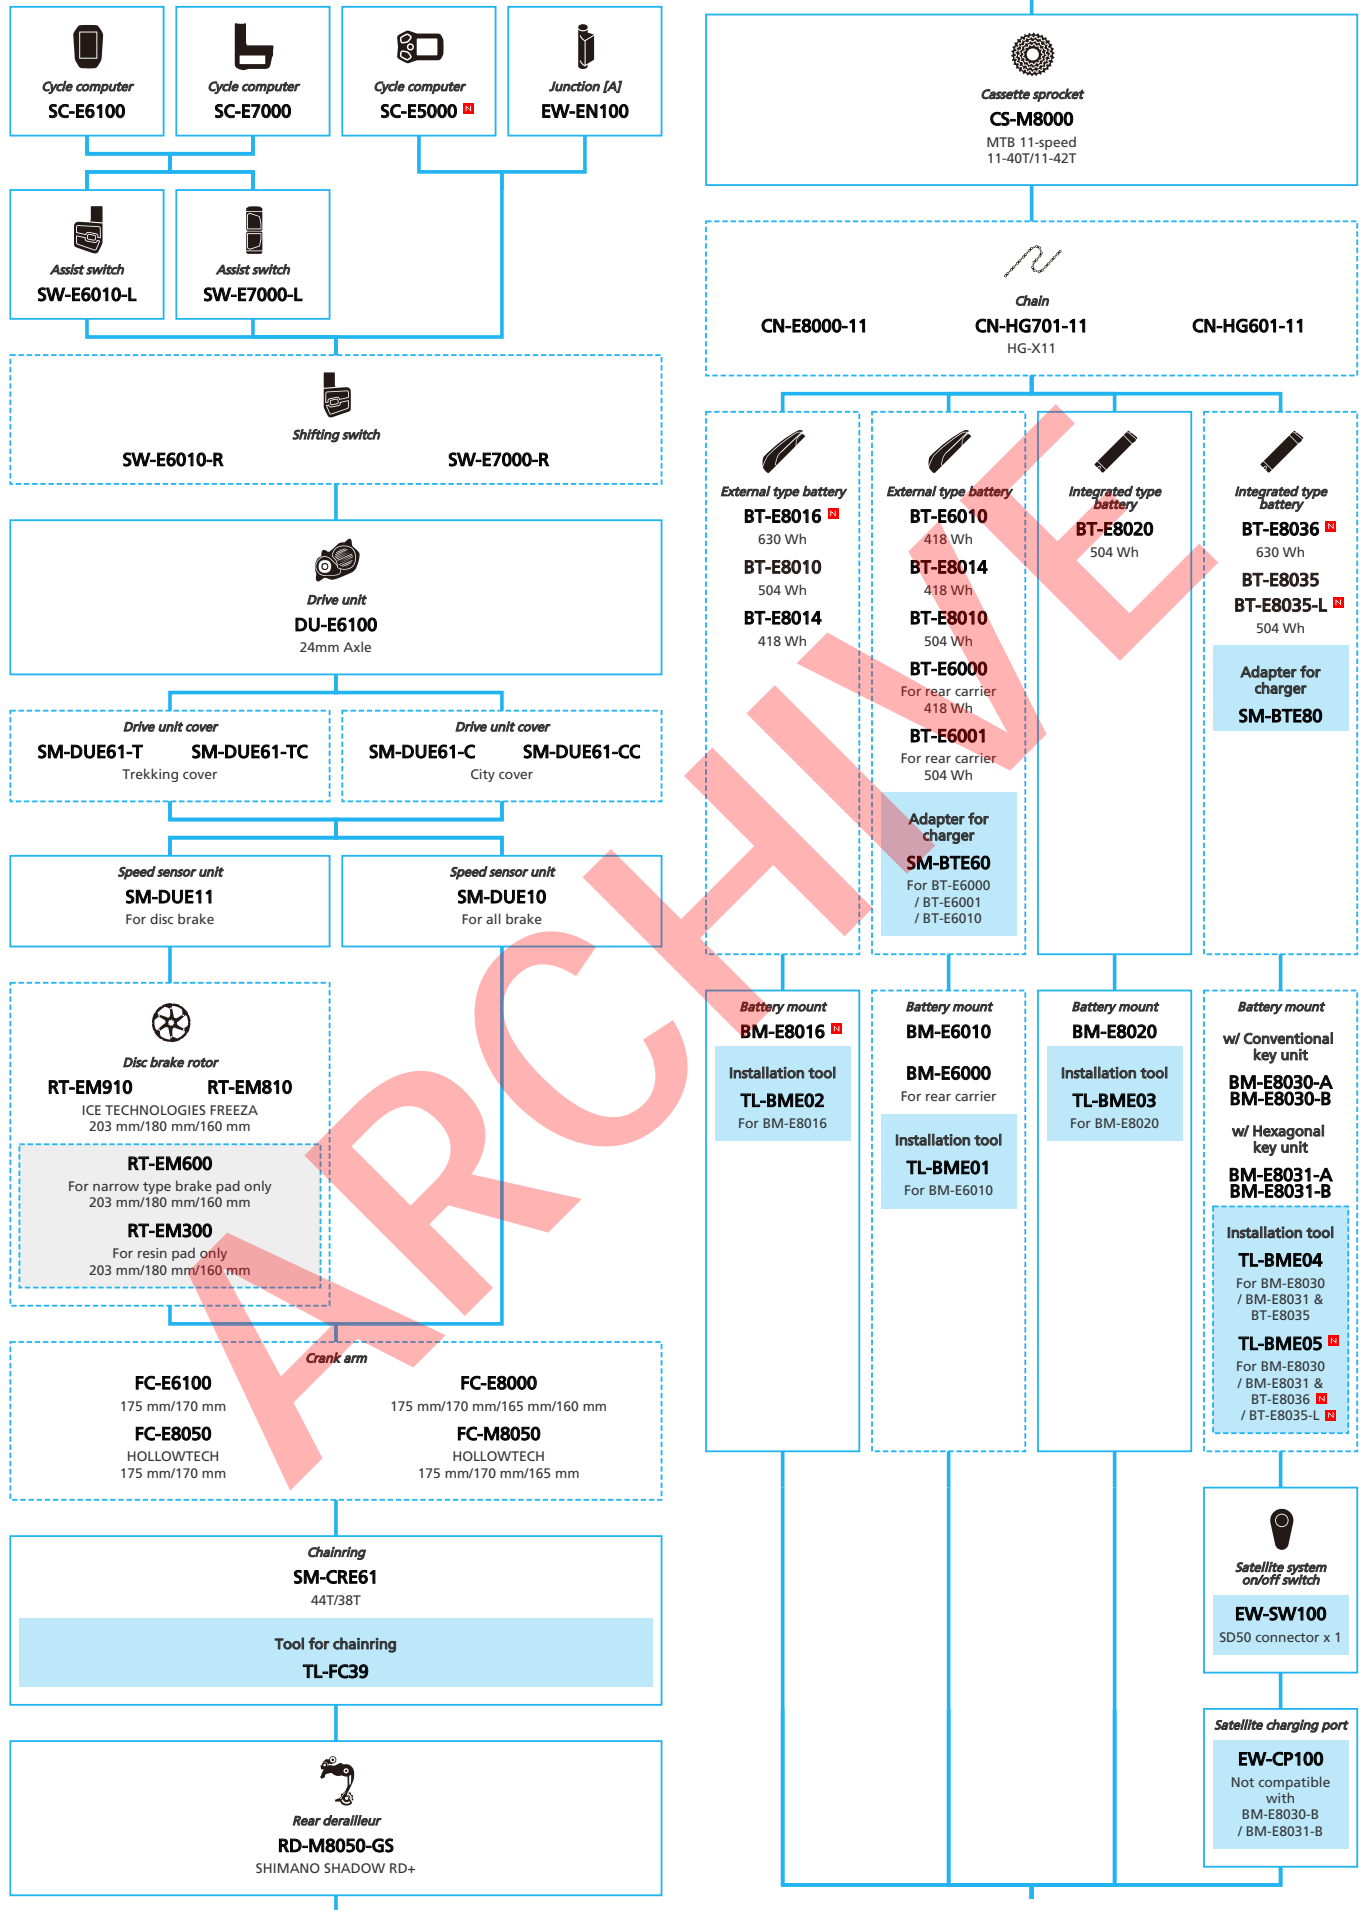 Cycle computer
SC-E6100
Cycle computer
SC-E7000
Cycle computer
SC-E5000 N
Junction [A]
EW-EN100
Assist switch
SW-E6010-L
Assist switch
SW-E7000-L
Shifting switch
SW-E6010-R
SW-E7000-R
Drive unit
DU-E6100
24mm Axle
Drive unit cover
SM-DUE61-T
SM-DUE61-TC
Trekking cover
Drive unit cover
SM-DUE61-C
SM-DUE61-CC
City cover
Speed sensor unit
SM-DUE11
For disc brake
Speed sensor unit
SM-DUE10
For all brake
Disc brake rotor
RT-EM910
RT-EM810
ICE TECHNOLOGIES FREEZA
203 mm/180 mm/160 mm
RT-EM600
For narrow type brake pad only
203 mm/180 mm/160 mm
RT-EM300
For resin pad only
203 mm/180 mm/160 mm
Crank arm
FC-E6100
175 mm/170 mm
FC-E8000
175 mm/170 mm/165 mm/160 mm
FC-E8050
HOLLOWTECH
175 mm/170 mm
FC-M8050
HOLLOWTECH
175 mm/170 mm/165 mm
Chainring
SM-CRE61
44T/38T
Tool for chainring
TL-FC39
Rear derailleur
RD-M8050-GS
SHIMANO SHADOW RD+
Cassette sprocket
CS-M8000
MTB 11-speed
11-40T/11-42T
Chain
CN-E8000-11
CN-HG701-11
HG-X11
CN-HG601-11
External type battery
BT-E8016 N
630 Wh
BT-E8010
504 Wh
BT-E8014
418 Wh
External type battery
BT-E6010
418 Wh
BT-E8014
418 Wh
BT-E8010
504 Wh
BT-E6000
For rear carrier
418 Wh
BT-E6001
For rear carrier
504 Wh
Adapter for
charger
SM-BTE60
For BT-E6000
/ BT-E6001
/ BT-E6010
Integrated type
battery
BT-E8020
504 Wh
Integrated type
battery
BT-E8036 N
630 Wh
BT-E8035
BT-E8035-L N
504 Wh
Adapter for
charger
SM-BTE80
Battery mount
BM-E8016 N
Installation tool
TL-BME02
For BM-E8016
Battery mount
BM-E6010
BM-E6000
For rear carrier
Installation tool
TL-BME01
For BM-E6010
Battery mount
BM-E8020
Installation tool
TL-BME03
For BM-E8020
Battery mount
w/ Conventional
key unit
BM-E8030-A
BM-E8030-B
w/ Hexagonal
key unit
BM-E8031-A
BM-E8031-B
Installation tool
TL-BME04
For BM-E8030
/ BM-E8031 &
BT-E8035
TL-BME05 N
For BM-E8030
/ BM-E8031 &
BT-E8036 N
/ BT-E8035-L N
Satellite system
on/off switch
EW-SW100
SD50 connector x 1
Satellite charging port
EW-CP100
Not compatible
with
BM-E8030-B
/ BM-E8031-B
ARCHIVE